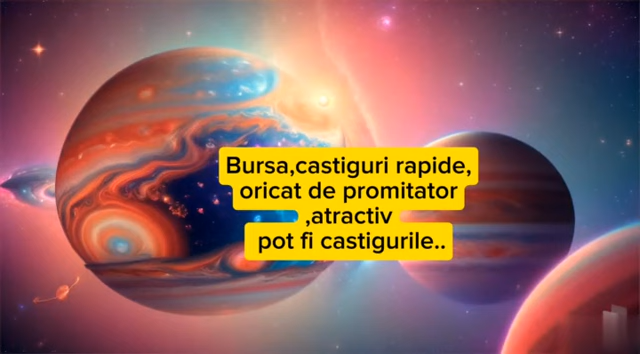 Bursa,castiguri rapide,
oricat de promitator
,atractiv
pot fi castigurile..